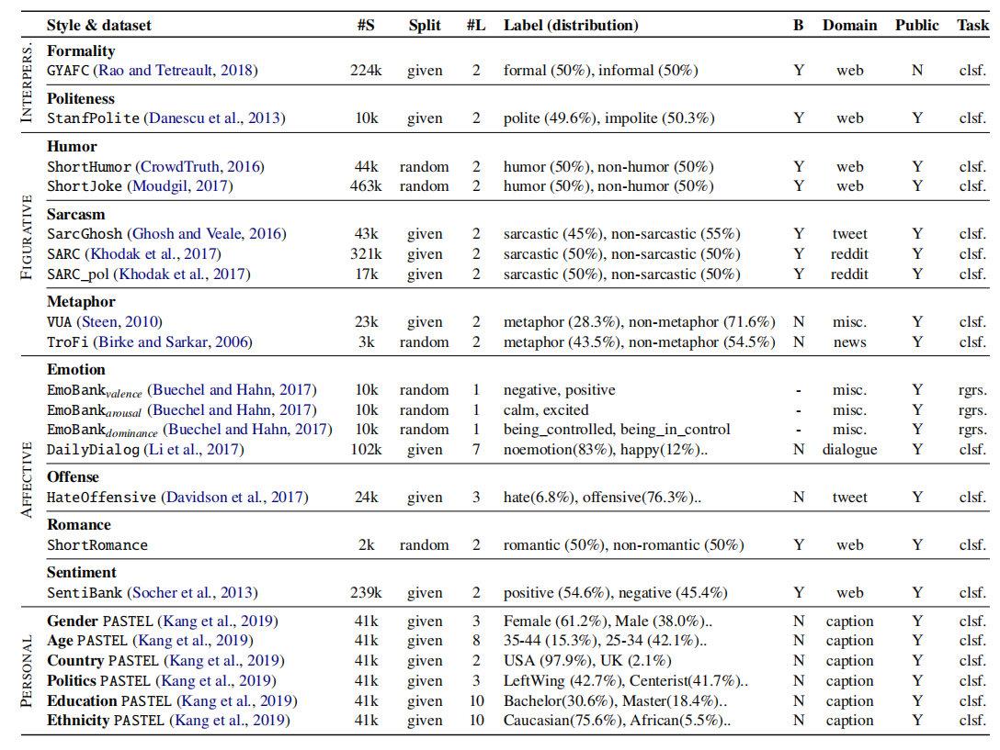 Style & dataset #S Split #L Label (distribution) B Domain Public Task
INTERPERS.
Formality
GYAFC (Rao and Tetreault, 2018) 224k given 2 formal (50%), informal (50%) Y web N clsf.
Politeness
StanfPolite (Danescu et al., 2013) 10k given 2 polite (49.6%), impolite (50.3%) Y web Y clsf.
FIGURATIVE
Humor
ShortHumor (CrowdTruth, 2016) 44k random 2 humor (50%), non-humor (50%) Y web Y clsf.
ShortJoke (Moudgil, 2017) 463k random 2 humor (50%), non-humor (50%) Y web Y clsf.
Sarcasm
SarcGhosh (Ghosh and Veale, 2016) 43k given 2 sarcastic (45%), non-sarcastic (55%) Y tweet Y clsf.
SARC (Khodak et al., 2017) 321k given 2 sarcastic (50%), non-sarcastic (50%) Y reddit Y clsf.
SARC_pol (Khodak et al., 2017) 17k given 2 sarcastic (50%), non-sarcastic (50%) Y reddit Y clsf.
Metaphor
VUA (Steen, 2010) 23k given 2 metaphor (28.3%), non-metaphor (71.6%) N misc. Y clsf.
TroFi (Birke and Sarkar, 2006) 3k random 2 metaphor (43.5%), non-metaphor (54.5%) N news Y clsf.
AFFECTIVE
Emotion
EmoBank valence (Buechel and Hahn, 2017) 10k random 1 negative, positive - misc. Y rgrs.
EmoBank arousal (Buechel and Hahn, 2017) 10k random 1 calm, excited - misc. Y rgrs.
EmoBank dominance (Buechel and Hahn, 2017) 10k random 1 being_controlled, being_in_control - misc. Y rgrs.
DailyDialog (Li et al., 2017) 102k given 7 noemotion(83%), happy(12%).. N dialogue Y clsf.
Offense
HateOffensive (Davidson et al., 2017) 24k given 3 hate(6.8%), offensive(76.3%).. N tweet Y clsf.
Romance
ShortRomance 2k random 2 romantic (50%), non-romantic (50%) Y web Y clsf.
Sentiment
SentiBank (Socher et al., 2013) 239k given 2 positive (54.6%), negative (45.4%) Y web Y clsf.
PERSONAL
Gender PASTEL (Kang et al., 2019) 41k given 3 Female (61.2%), Male (38.0%).. N caption Y clsf.
Age PASTEL (Kang et al., 2019) 41k given 8 35-44 (15.3%), 25-34 (42.1%).. N caption Y clsf.
Country PASTEL (Kang et al., 2019) 41k given 2 USA (97.9%), UK (2.1%) N caption Y clsf.
Politics PASTEL (Kang et al., 2019) 41k given 3 LeftWing (42.7%), Centerist(41.7%).. N caption Y clsf.
Education PASTEL (Kang et al., 2019) 41k given 10 Bachelor(30.6%), Master(18.4%).. N caption Y clsf.
Ethnicity PASTEL (Kang et al., 2019) 41k given 10 Caucasian(75.6%), African(5.5%).. N caption Y clsf.